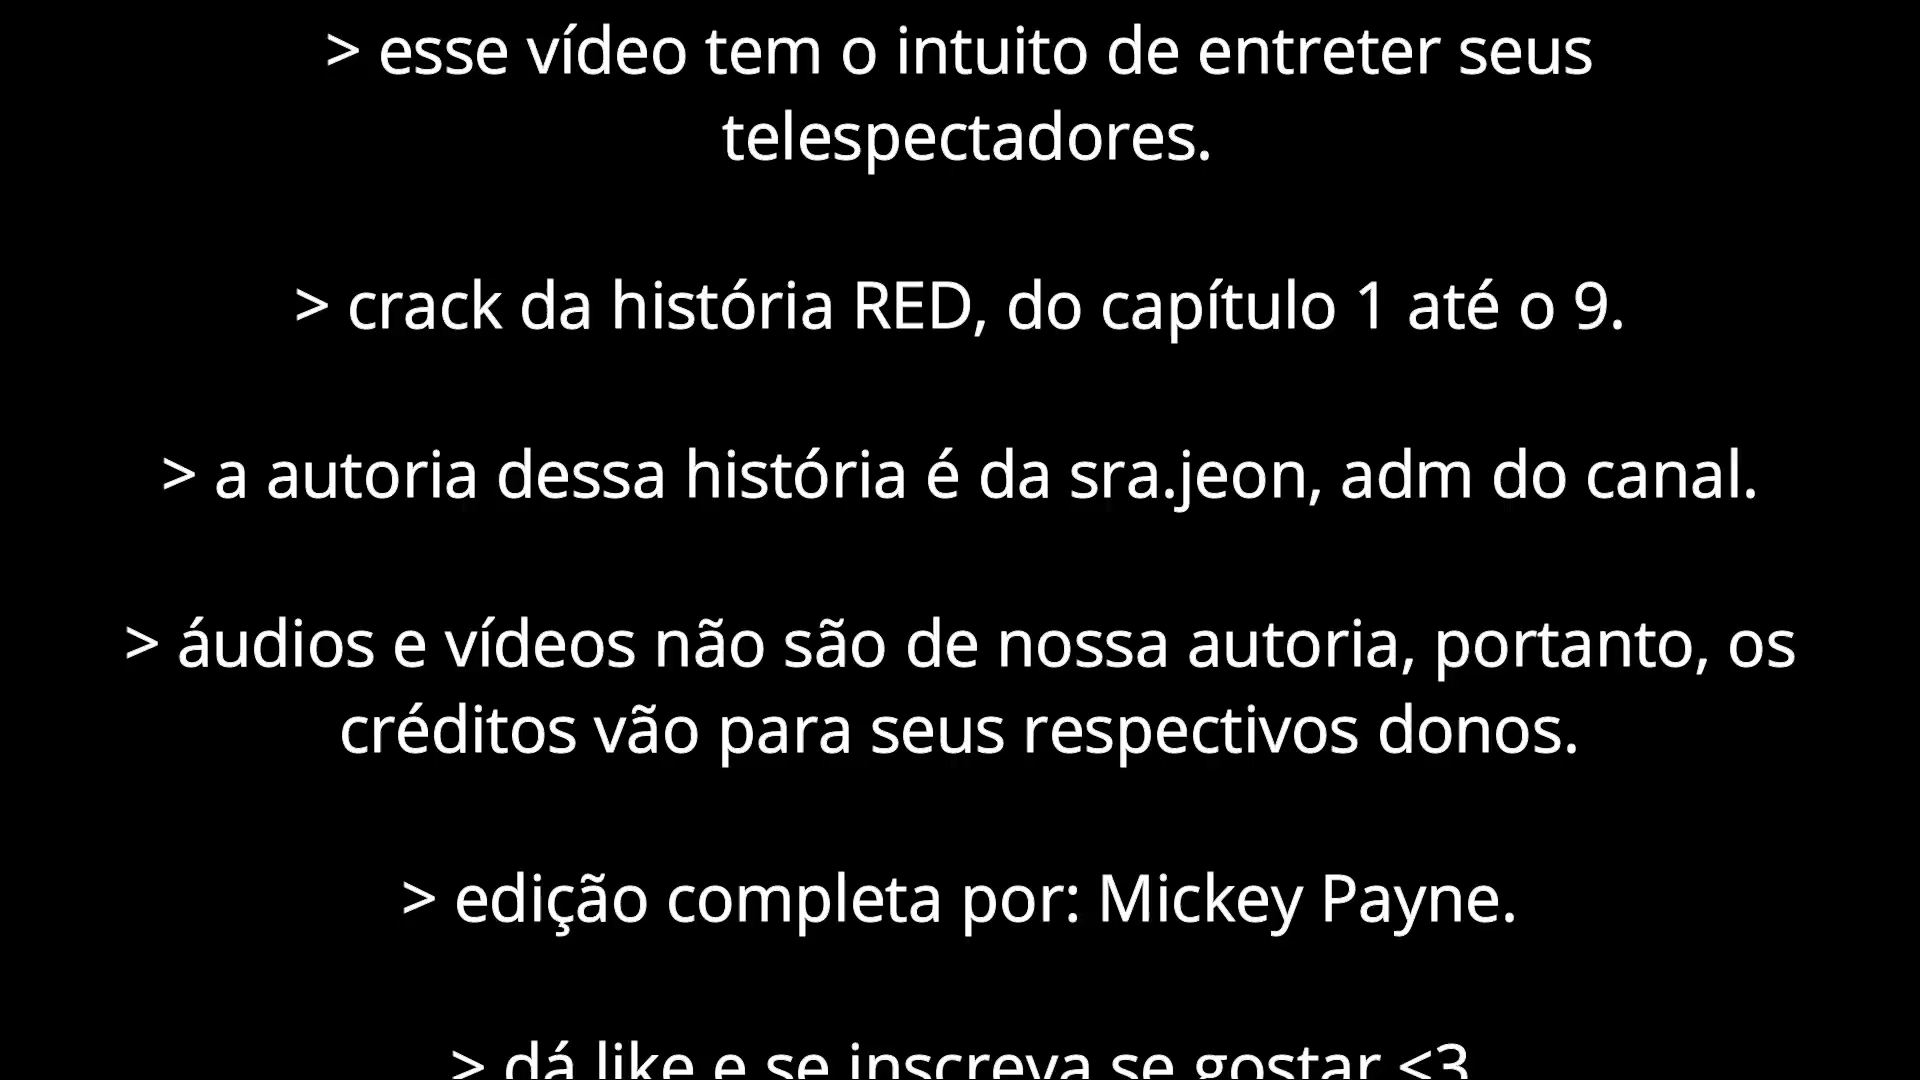 > esse vídeo tem o intuito de entreter seus
telespectadores.
> crack da história RED, do capítulo 1 até o 9.
> a autoria dessa história é da sra.jeon, adm do canal.
> áudios e vídeos não são de nossa autoria, portanto, os
créditos vão para seus respectivos donos.
> edição completa por: Mickey Payne.
> dá like e se inscreva se gostar <3